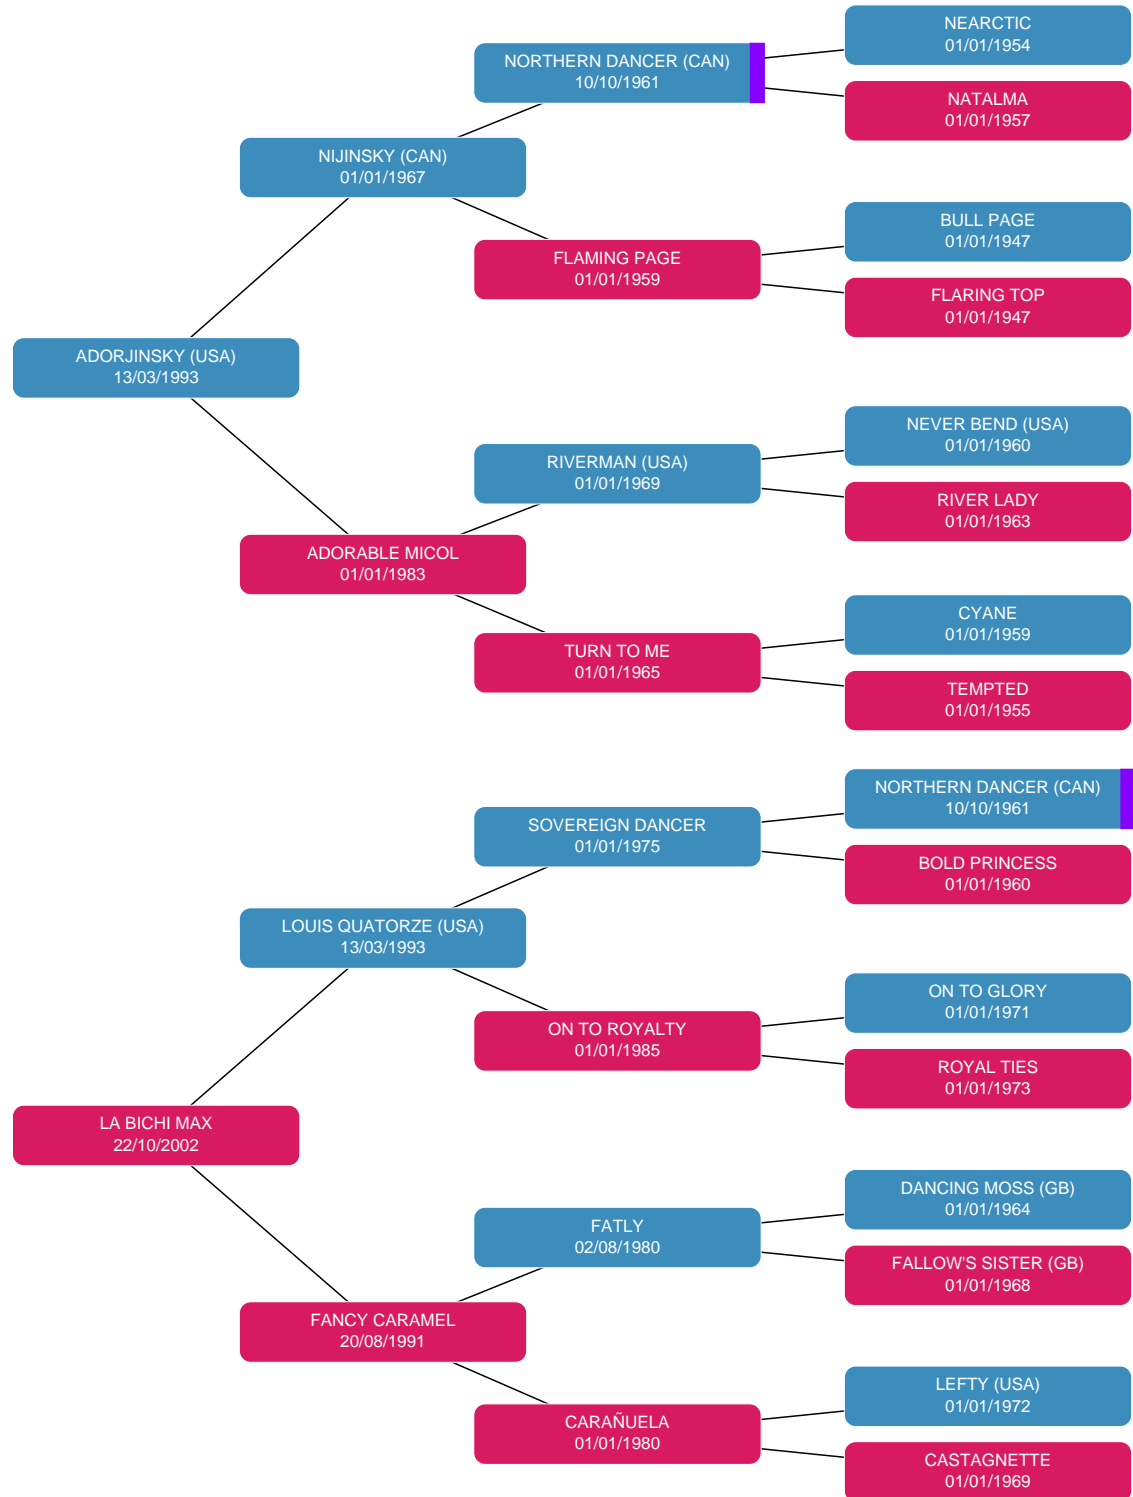 NEARCTIC
01/01/1954
NORTHERN DANCER (CAN)
10/10/1961
NATALMA
01/01/1957
NIJINSKY (CAN)
01/01/1967
BULL PAGE
01/01/1947
FLAMING PAGE
01/01/1959
FLARING TOP
01/01/1947
ADORJINSKY (USA)
13/03/1993
NEVER BEND (USA)
01/01/1960
RIVERMAN (USA)
01/01/1969
RIVER LADY
01/01/1963
ADORABLE MICOL
01/01/1983
CYANE
01/01/1959
TURN TO ME
01/01/1965
TEMPTED
01/01/1955
NORTHERN DANCER (CAN)
10/10/1961
SOVEREIGN DANCER
01/01/1975
BOLD PRINCESS
01/01/1960
LOUIS QUATORZE (USA)
13/03/1993
ON TO GLORY
01/01/1971
ON TO ROYALTY
01/01/1985
ROYAL TIES
01/01/1973
LA BICHI MAX
22/10/2002
DANCING MOSS (GB)
01/01/1964
FATLY
02/08/1980
FALLOW'S SISTER (GB)
01/01/1968
FANCY CARAMEL
20/08/1991
LEFTY (USA)
01/01/1972
CARAÑUELA
01/01/1980
CASTAGNETTE
01/01/1969